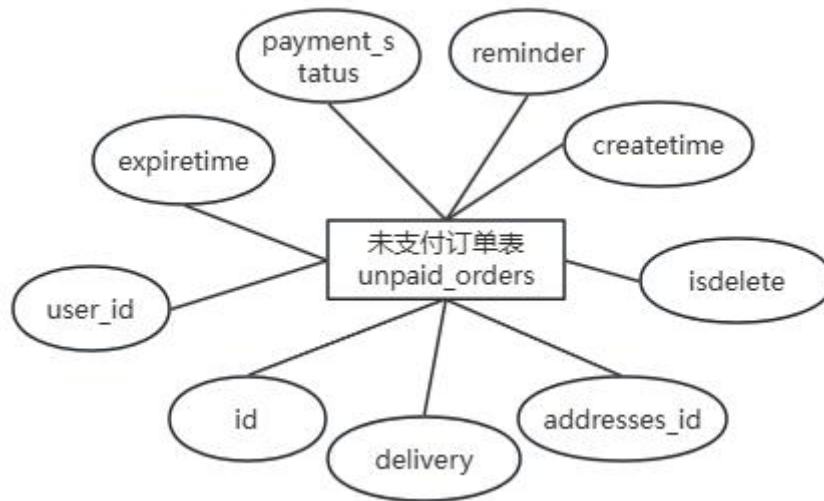 payment_s
tatus
reminder
expiretime
createtime
未支付订单表
unpaid_orders
user_id
isdelete
id
delivery
addresses_id